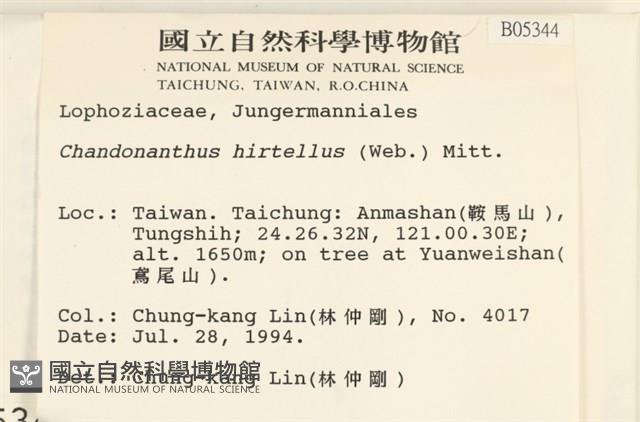 國立自然科學博物館
B05344
NATIONAL MUSEUM OF NATURAL SCIENCE
TAICHUNG, TAIWAN, R.O.CHINA
Lophoziaceae, Jungermanniales
Chandonanthus hirtellus (Web.) Mitt.
Loc.: Taiwan. Taichung: Anmashan(鞍馬山),
Tungshih; 24.26.32N, 121.00.30E;
alt. 1650m; on tree at Yuanweishan(
鳶尾山).
Col.: Chung-kang Lin(林仲剛), No. 4017
Date: Jul. 28, 1994.
Det.: Chung-kang Lin(林仲剛)
國立自然科學博物館
NATIONAL MUSEUM OF NATURAL SCIENCE